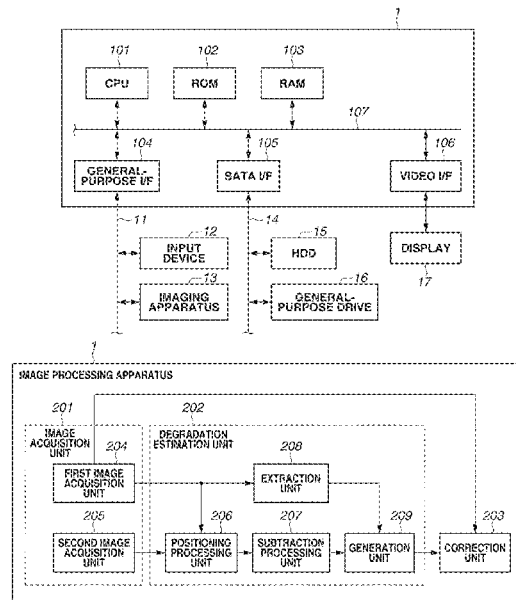 1
101 102 103
CPU ROM RAM
107
104 105 106
GENERAL-
PURPOSE I/F
SATA I/F
VIDEO I/F
11 14
12
INPUT
DEVICE
15
HDD
DISPLAY
17
13
IMAGING
APPARATUS
16
GENERAL-
PURPOSE DRIVE
1
IMAGE PROCESSING APPARATUS
201
IMAGE
ACQUISITION
UNIT
202
DEGRADATION
ESTIMATION UNIT
204
FIRST IMAGE
ACQUISITION
UNIT
208
EXTRACTION
UNIT
205
SECOND IMAGE
ACQUISITION
UNIT
206
POSITIONING
PROCESSING
UNIT
207
SUBTRACTION
PROCESSING
UNIT
209
GENERATION
UNIT
203
CORRECTION
UNIT